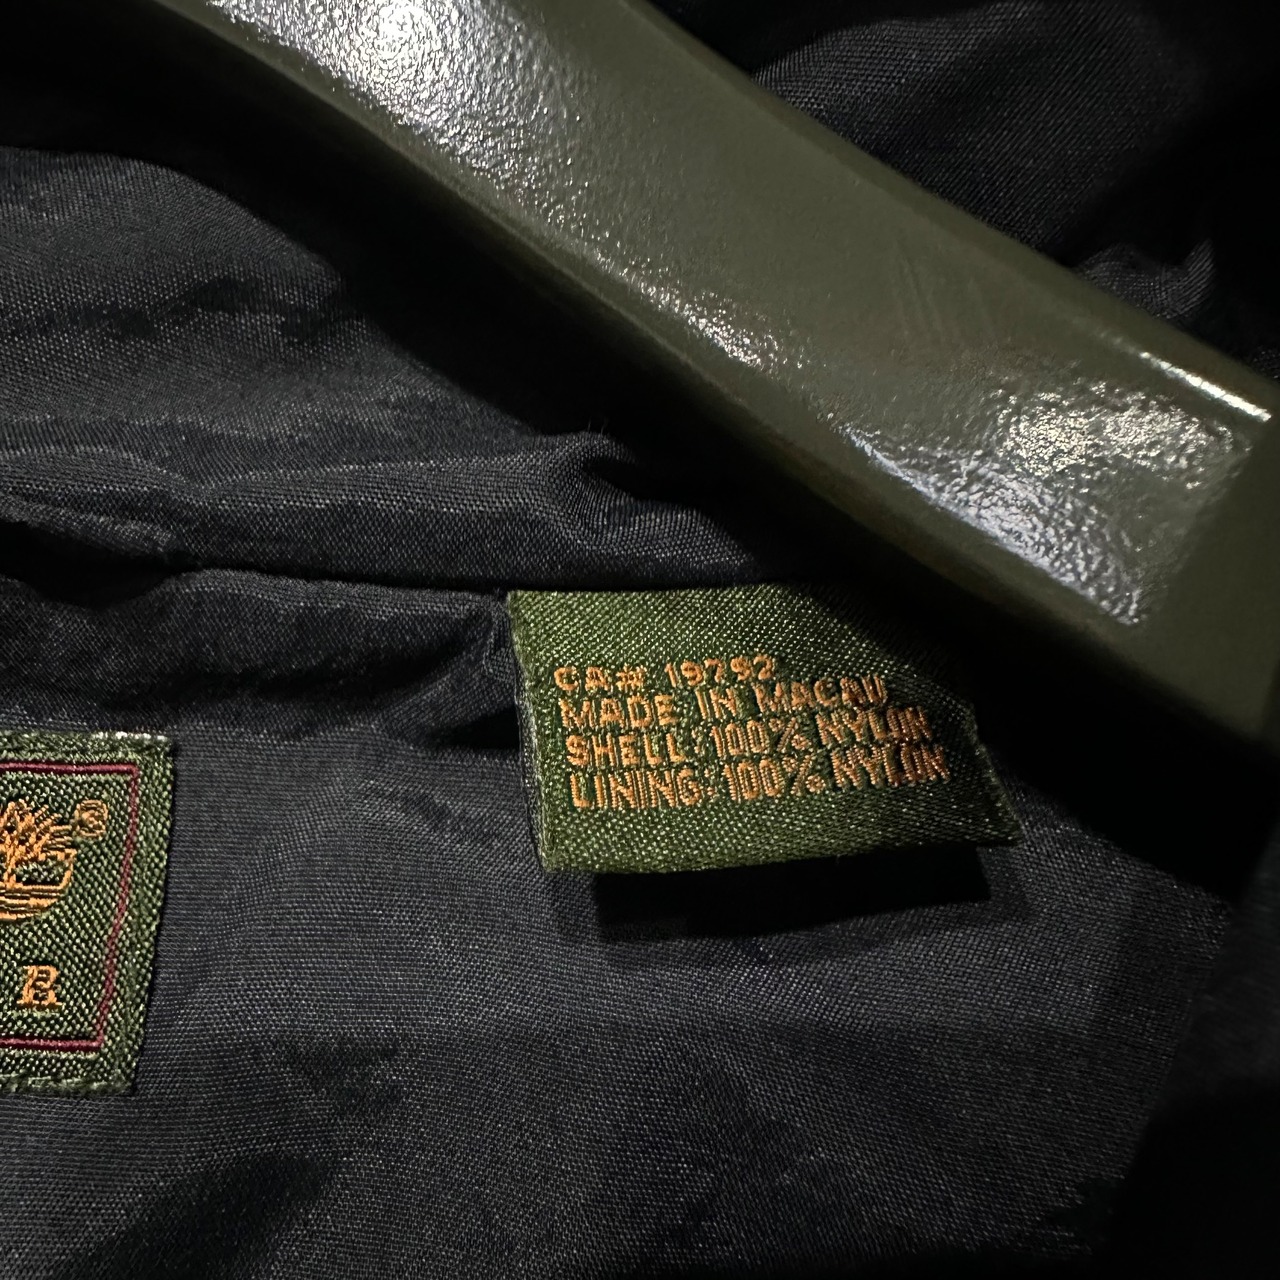 CA# 19792
MADE IN MACAU
SHELL: 100% NYLON
LINING: 100% NYLON
®
R